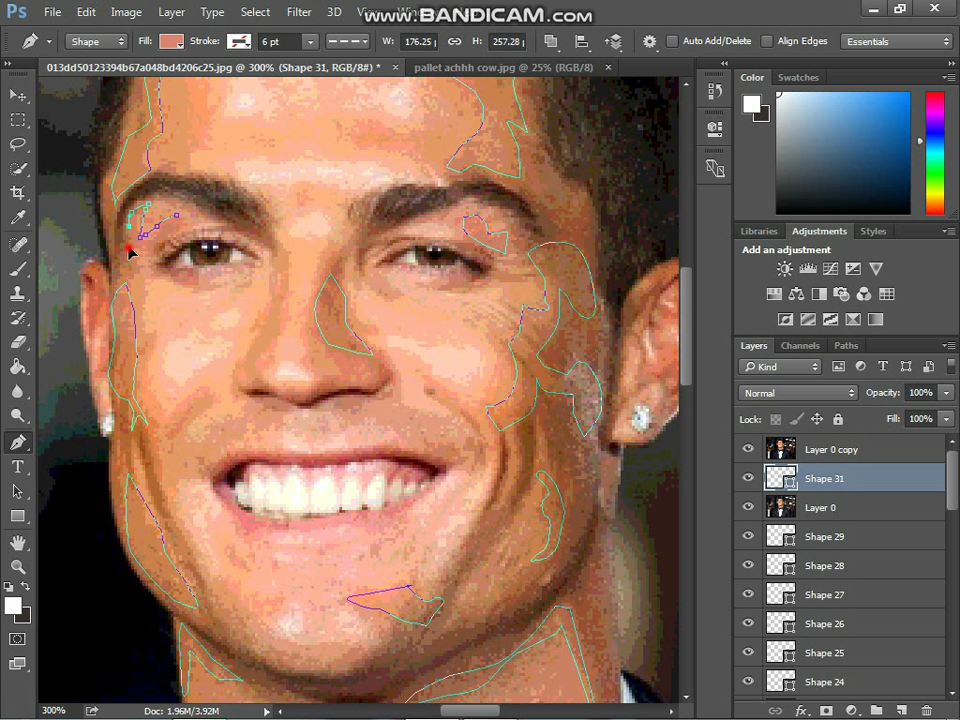 Ps File Edit Image Layer Type Select Filter 3D
www.BANDICAM.com
Shape Fill: Stroke: 6 pt W: 176.25 H: 257.28 Auto Add/Delete Align Edges Essentials
013dd50123394b67a048bd4206c25.jpg @ 300% (Shape 31, RGB/8#) * × pallet achhh cow.jpg @ 25% (RGB/8) ×
Color Swatches
Libraries Adjustments Styles
Add an adjustment
Layers Channels Paths
Kind
Normal Opacity: 100%
Lock: Fill: 100%
Layer 0 copy
Shape 31
Layer 0
Shape 29
Shape 28
Shape 27
Shape 26
Shape 25
Shape 24
300% Doc: 1.96M/3.92M